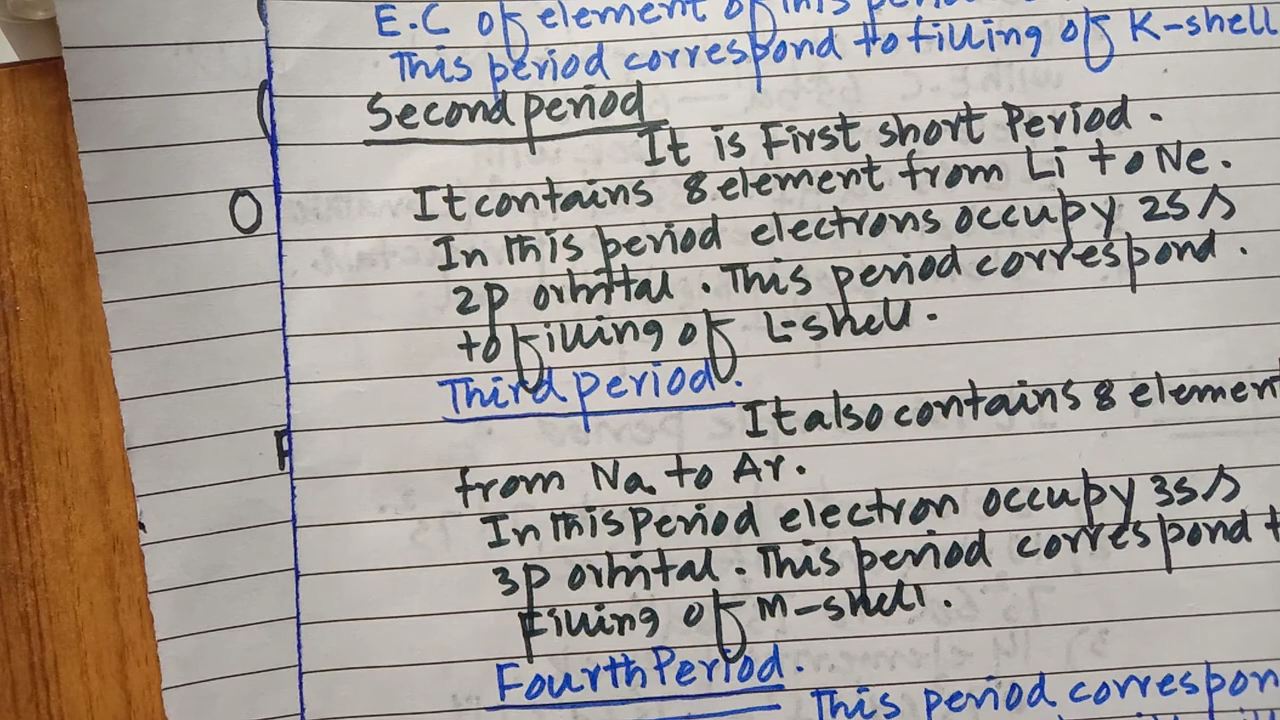 E.C of element of this perio
This period correspond to filling of K-shell
Second period
It is First short Period.
It contains 8 element from Li to Ne.
O
In this period electrons occupy 2s &
2p orbital. This period correspond.
to filling of L-shell.
Third period.
It also contains 8 element
from Na to Ar.
In this Period electron occupy 3s &
3p orbital. This period correspond t
Filling of M-shell.
Fourth Period.
This period correspon